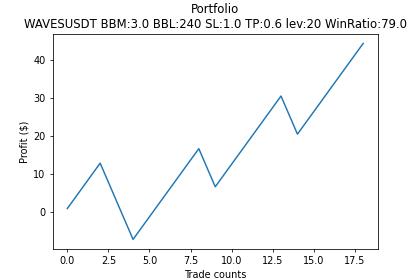 Portfolio
WAVESUSDT BBM:3.0 BBL:240 SL:1.0 TP:0.6 lev:20 WinRatio:79.0
Profit ($)
40
30
20
10
0
0.0 2.5 5.0 7.5 10.0 12.5 15.0 17.5
Trade counts